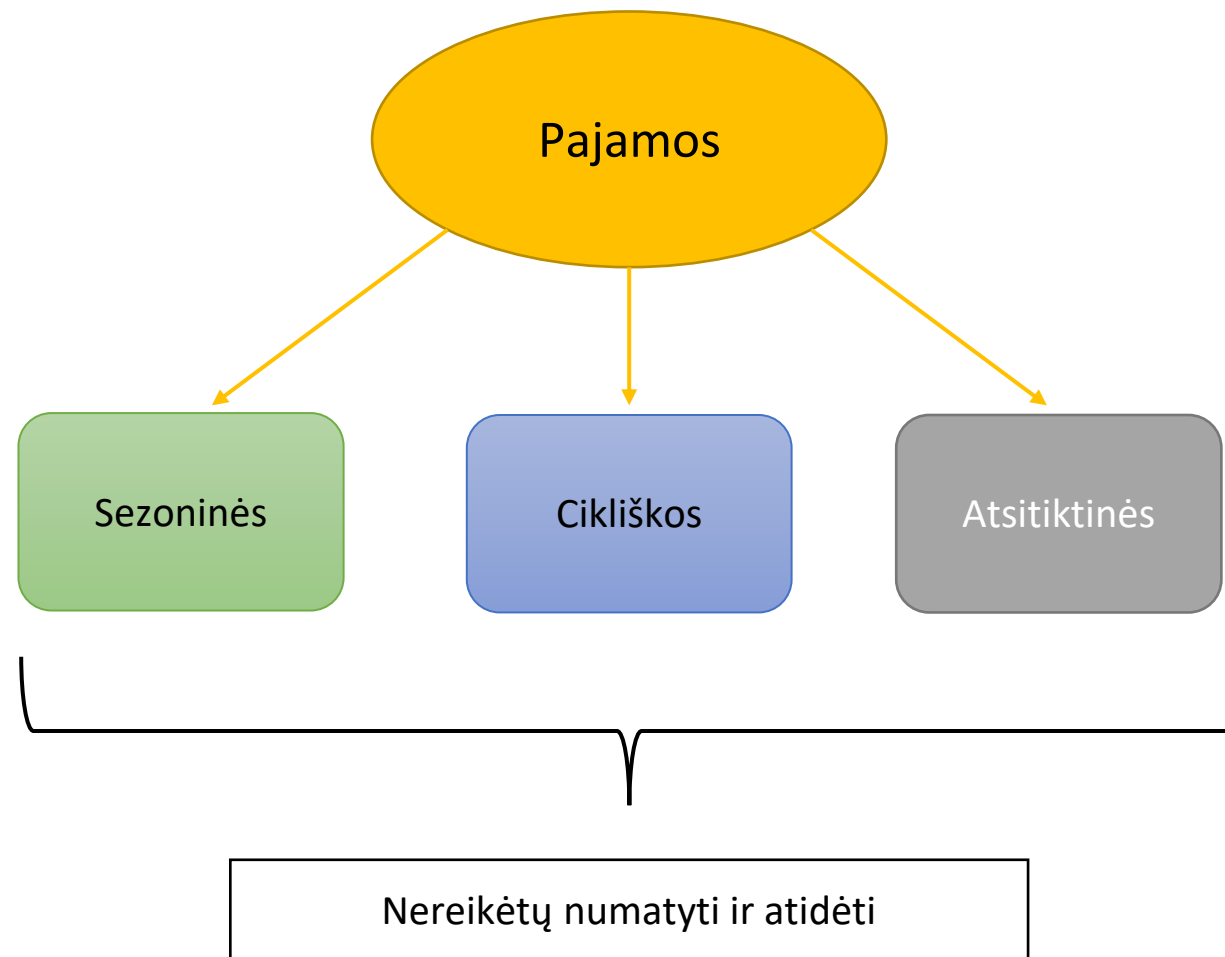 Pajamos
Sezoninės
Cikliškos
Atsitiktinės
Nereikėtų numatyti ir atidėti